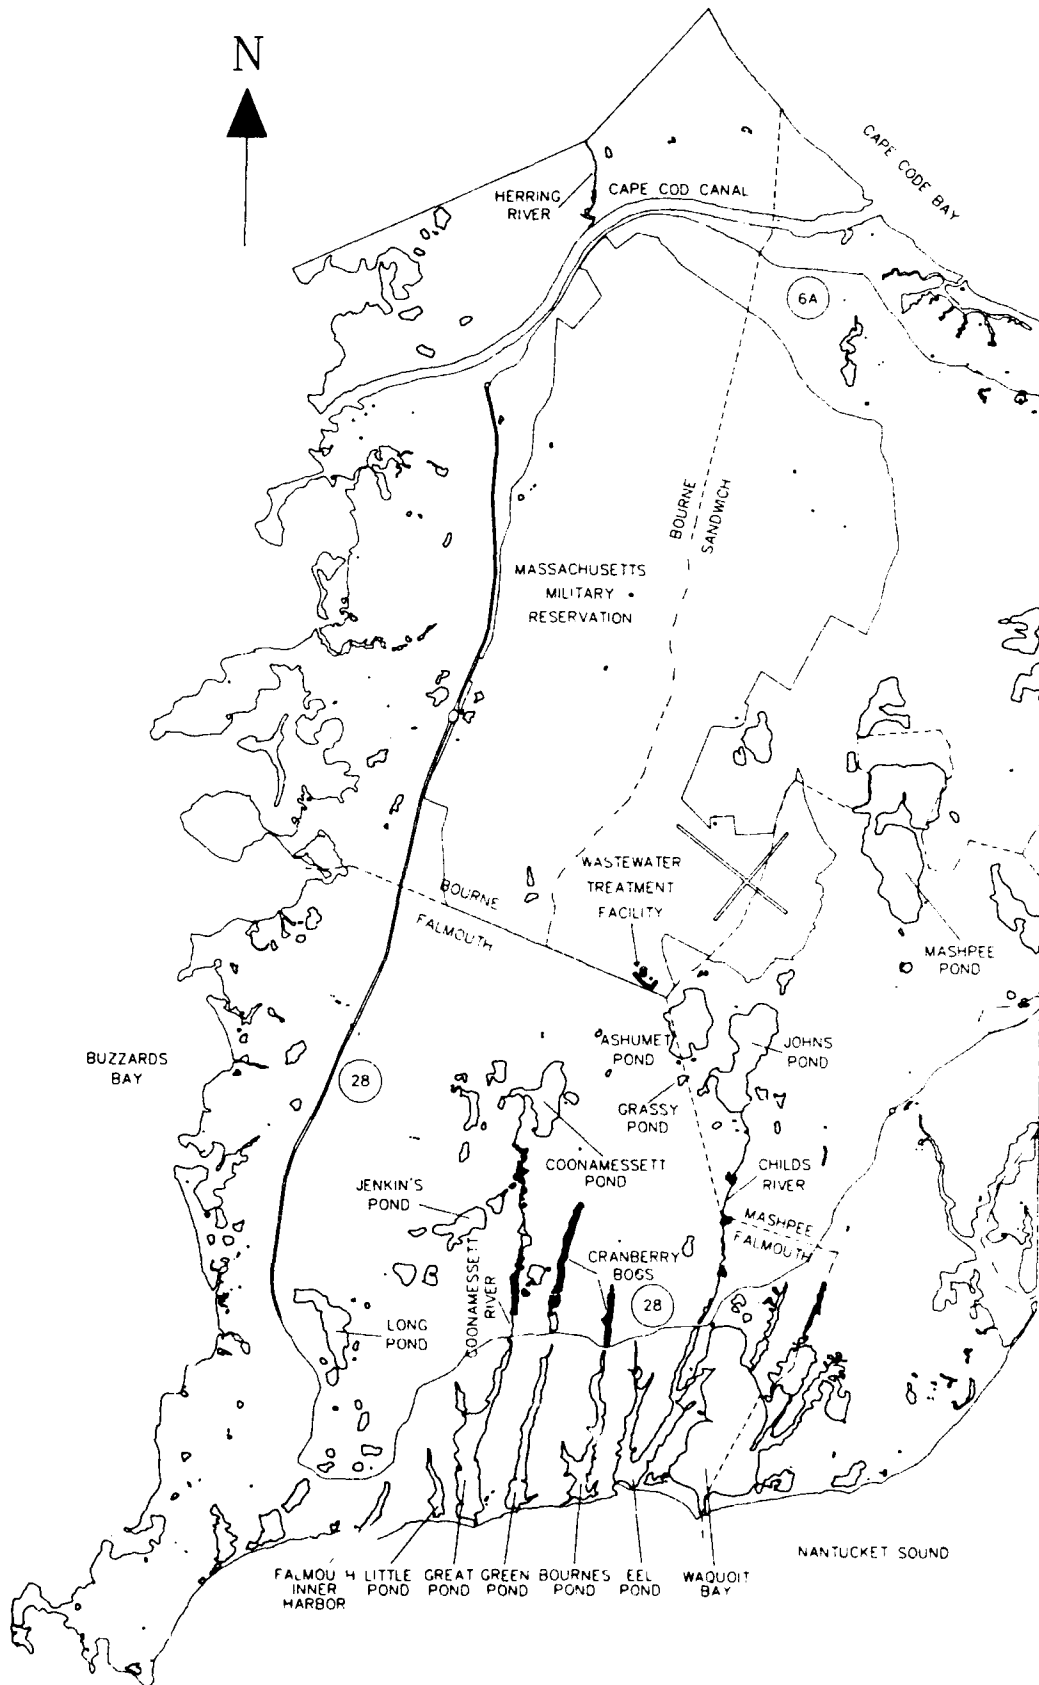 N
CAPE CODE BAY
HERRING
RIVER
CAPE COD CANAL
6A
BOURNE
SANDWICH
MASSACHUSETTS
MILITARY
RESERVATION
WASTEWATER
TREATMENT
FACILITY
BOURNE
FALMOUTH
MASHPEE
POND
BUZZARDS
BAY
28
ASHUMET
POND
JOHNS
POND
GRASSY
POND
COONAMESSETT
POND
CHILDS
RIVER
JENKIN'S
POND
MASHPEE
FALMOUTH
COONAMESSETT
RIVER
CRANBERRY
BOGS
28
LONG
POND
NANTUCKET SOUND
FALMOU H
INNER
HARBOR
LITTLE
POND
GREAT
POND
GREEN
POND
BOURNES
POND
EEL
POND
WAQUOIT
BAY